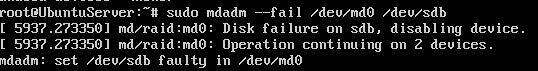 root@UbuntuServer:~# sudo mdadm --fail /dev/md0 /dev/sdb
[ 5937.273350] md/raid:md0: Disk failure on sdb, disabling device.
[ 5937.273350] md/raid:md0: Operation continuing on 2 devices.
mdadm: set /dev/sdb faulty in /dev/md0